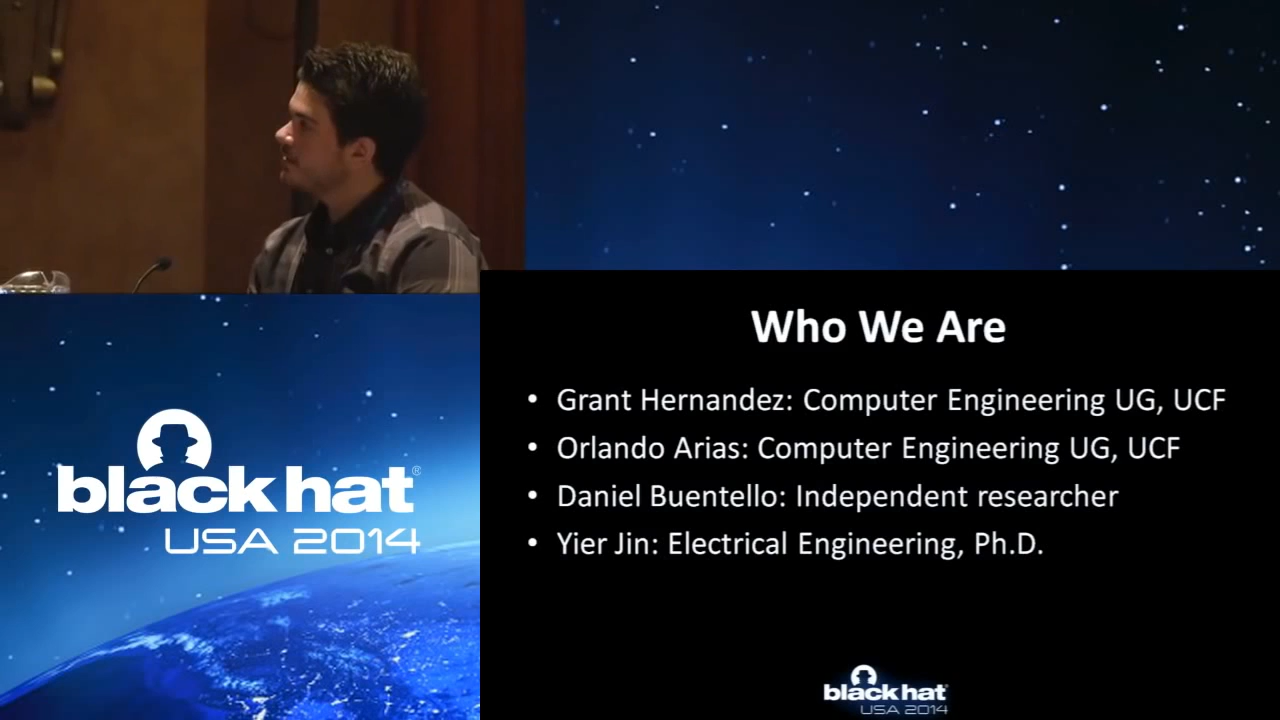 black hat®
USA 2014
Who We Are
• Grant Hernandez: Computer Engineering UG, UCF
• Orlando Arias: Computer Engineering UG, UCF
• Daniel Buentello: Independent researcher
• Yier Jin: Electrical Engineering, Ph.D.
black hat
USA 2014